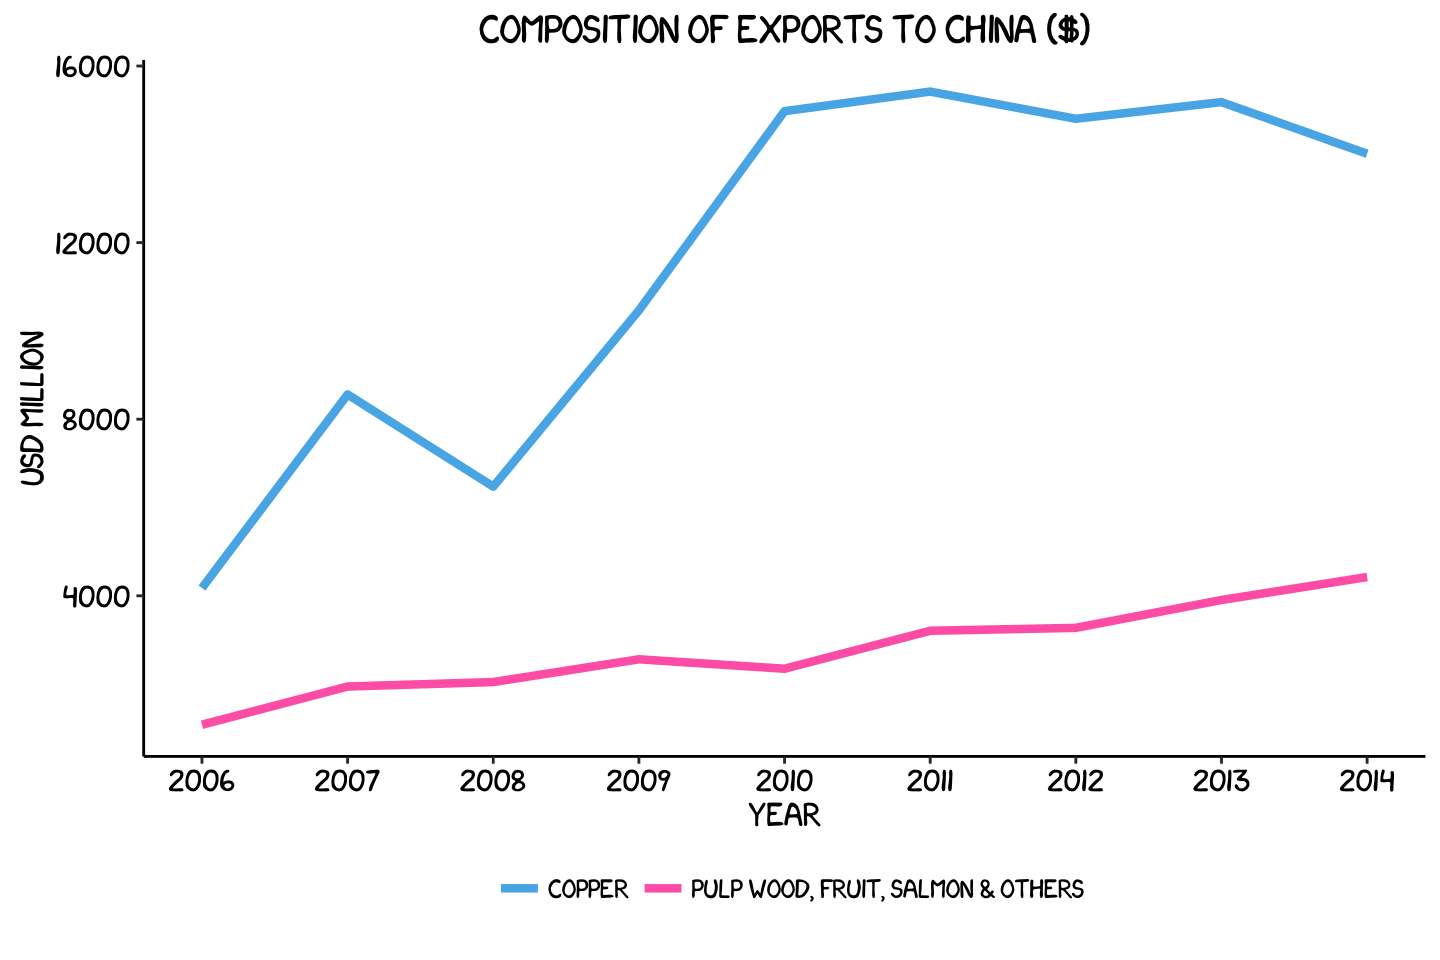 COMPOSITION OF EXPORTS TO CHINA ($)
16000
12000
8000
4000
USD MILLION
2006 2007 2008 2009 2010 2011 2012 2013 2014
YEAR
COPPER PULP WOOD, FRUIT, SALMON & OTHERS